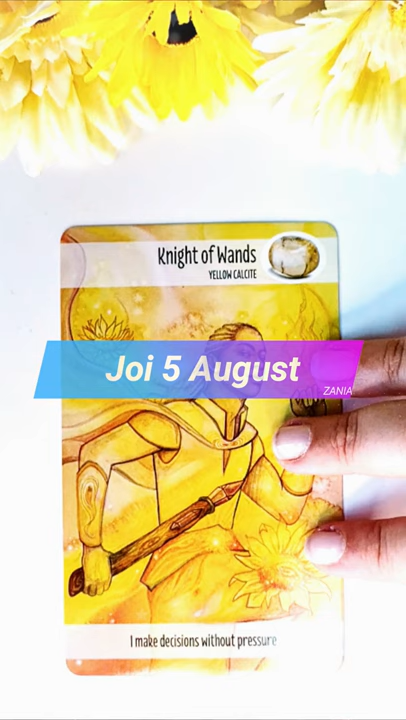 Knight of Wands
YELLOW CALCITE
Joi 5 August
ZANIA
I make decisions without pressure